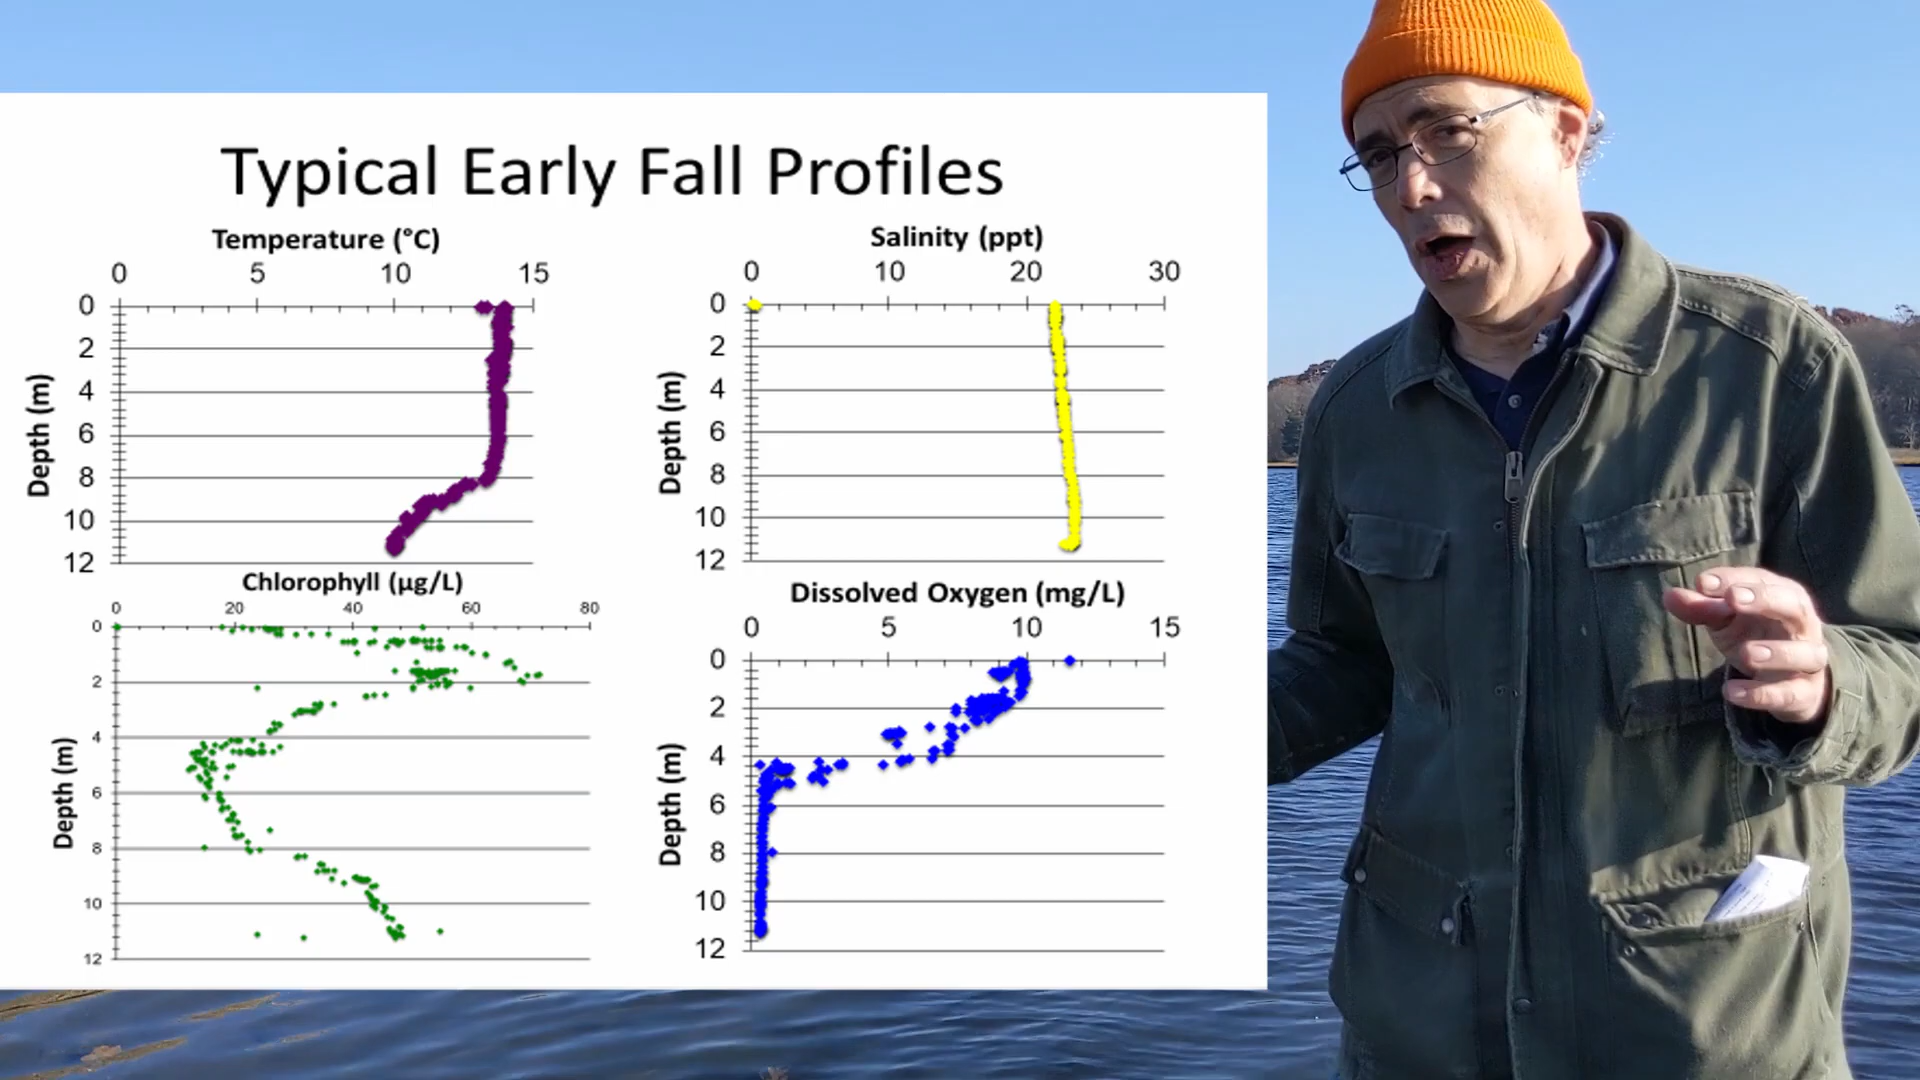 Typical Early Fall Profiles
Temperature (°C)
0 5 10 15
0
2
4
6
8
10
12
Depth (m)
Salinity (ppt)
0 10 20 30
0
2
4
6
8
10
12
Depth (m)
Chlorophyll (µg/L)
0 20 40 60 80
0
2
4
6
8
10
12
Depth (m)
Dissolved Oxygen (mg/L)
0 5 10 15
0
2
4
6
8
10
12
Depth (m)